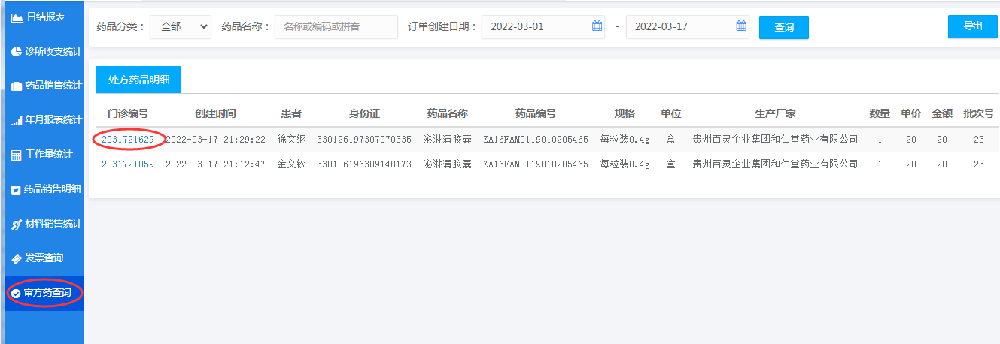 日结报表
诊所收支统计
药品销售统计
年月报表统计
工作量统计
药品销售明细
材料销售统计
发票查询
审方药查询
药品分类： 全部 药品名称： 名称或编码或拼音 订单创建日期： 2022-03-01 - 2022-03-17 查询 导出
处方药品明细
门诊编号 创建时间 患者 身份证 药品名称 药品编号 规格 单位 生产厂家 数量 单价 金额 批次号
2031721629 2022-03-17 21:29:22 徐文纲 330126197307070335 泌淋清胶囊 ZA16FAM0119010205465 每粒装0.4g 盒 贵州百灵企业集团和仁堂药业有限公司 1 20 20 23
2031721059 2022-03-17 21:12:47 金文钦 330106196309140173 泌淋清胶囊 ZA16FAM0119010205465 每粒装0.4g 盒 贵州百灵企业集团和仁堂药业有限公司 1 20 20 23